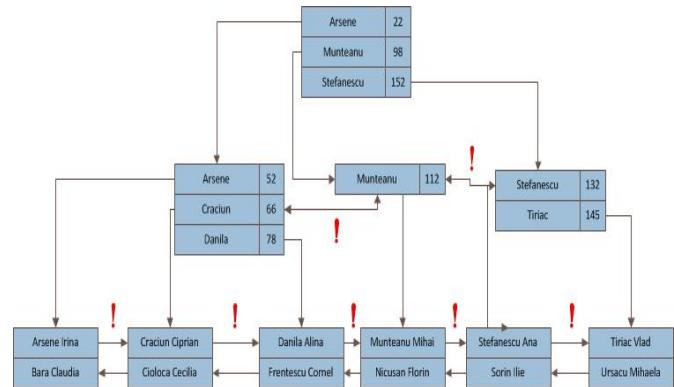 Arsene 22
Munteanu 98
Stefanescu 152
!
Arsene 52
Munteanu 112
Stefanescu 132
Craciun 66
!
Tiriac 145
Danila 78
! ! ! ! !
Arsene Irina Craciun Ciprian Danila Alina Munteanu Mihai Stefanescu Ana Tiriac Vlad
Bara Claudia Cioloca Cecilia Frentescu Cornel Nicusan Florin Sorin Ilie Ursacu Mihaela